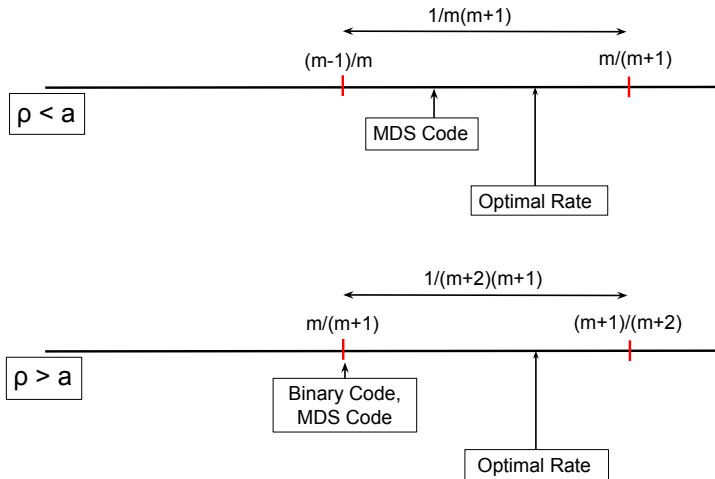 1/m(m+1)
(m-1)/m
m/(m+1)
ρ < a
MDS Code
Optimal Rate
1/(m+2)(m+1)
m/(m+1)
(m+1)/(m+2)
ρ > a
Binary Code,
MDS Code
Optimal Rate